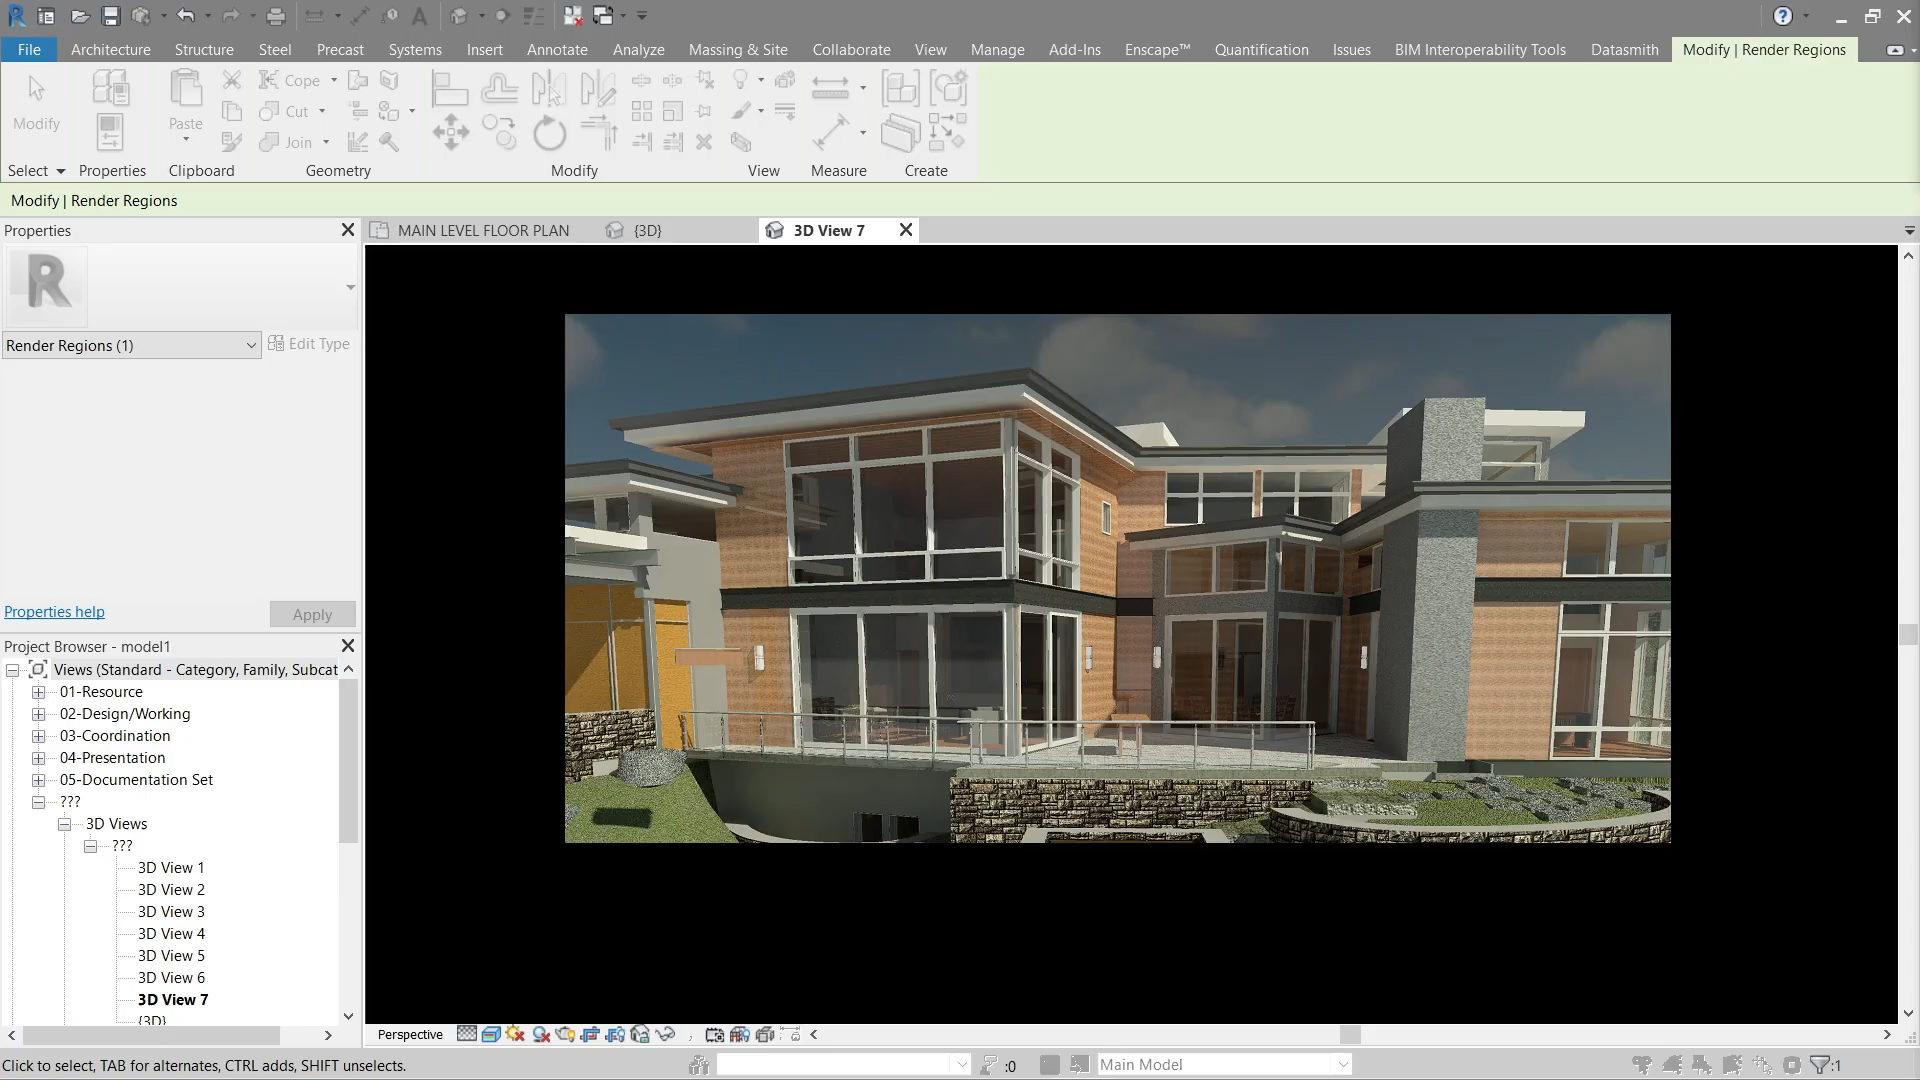 File Architecture Structure Steel Precast Systems Insert Annotate Analyze Massing & Site Collaborate View Manage Add-Ins Enscape™ Quantification Issues BIM Interoperability Tools Datasmith Modify | Render Regions
Cope
Cut
Modify Paste
Join
Select Properties Clipboard Geometry Modify View Measure Create
Modify | Render Regions
Properties
MAIN LEVEL FLOOR PLAN {3D} 3D View 7
R
Render Regions (1) Edit Type
Properties help Apply
Project Browser - model1
Views (Standard - Category, Family, Subcat
01-Resource
02-Design/Working
03-Coordination
04-Presentation
05-Documentation Set
???
3D Views
???
3D View 1
3D View 2
3D View 3
3D View 4
3D View 5
3D View 6
3D View 7
{3D}
Perspective
Click to select, TAB for alternates, CTRL adds, SHIFT unselects. :0 Main Model :1